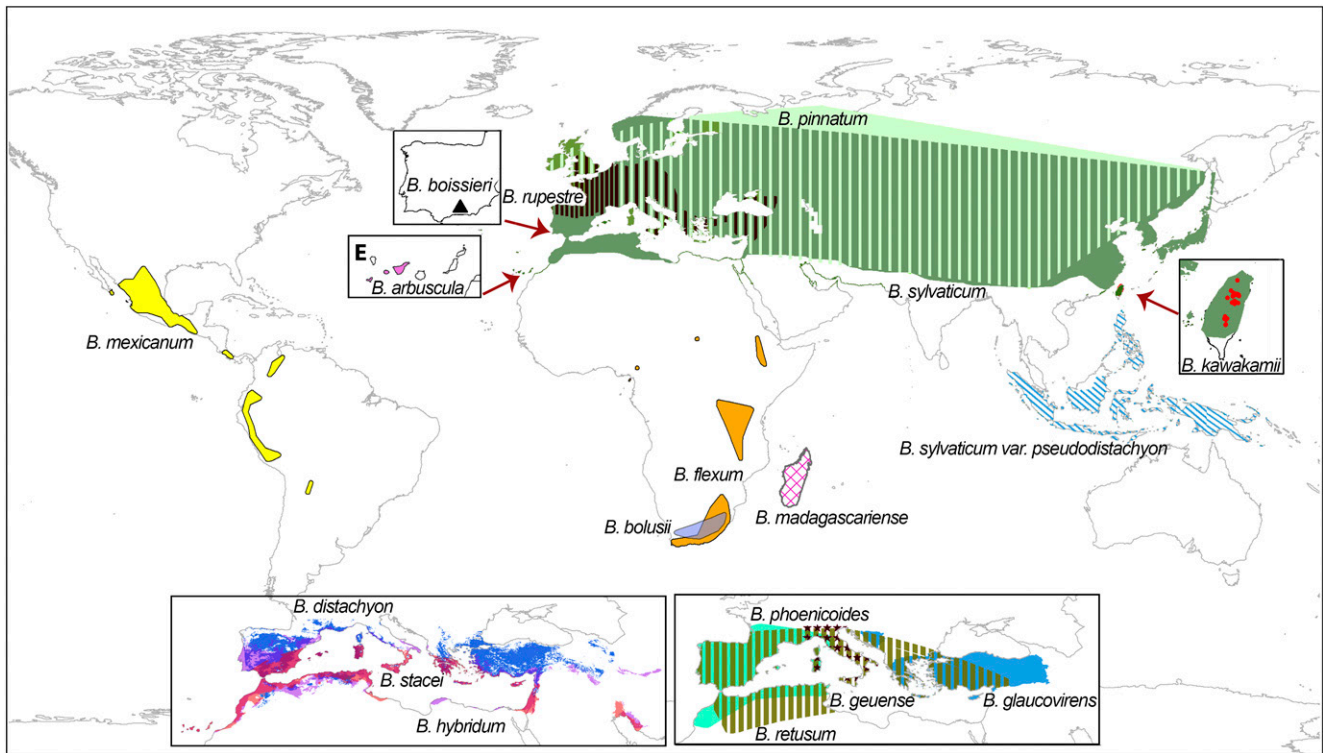 B. pinnatum
B. boissieri
B. rupestre
E
B. arbuscula
B. sylvaticum
B. mexicanum
B. kawakamii
B. sylvaticum var. pseudodistachyon
B. flexum
B. madagascariense
B. bolusii
B. distachyon
B. stacei
B. hybridum
B. phoenicoides
B. geuense
B. glaucovirens
B. retusum